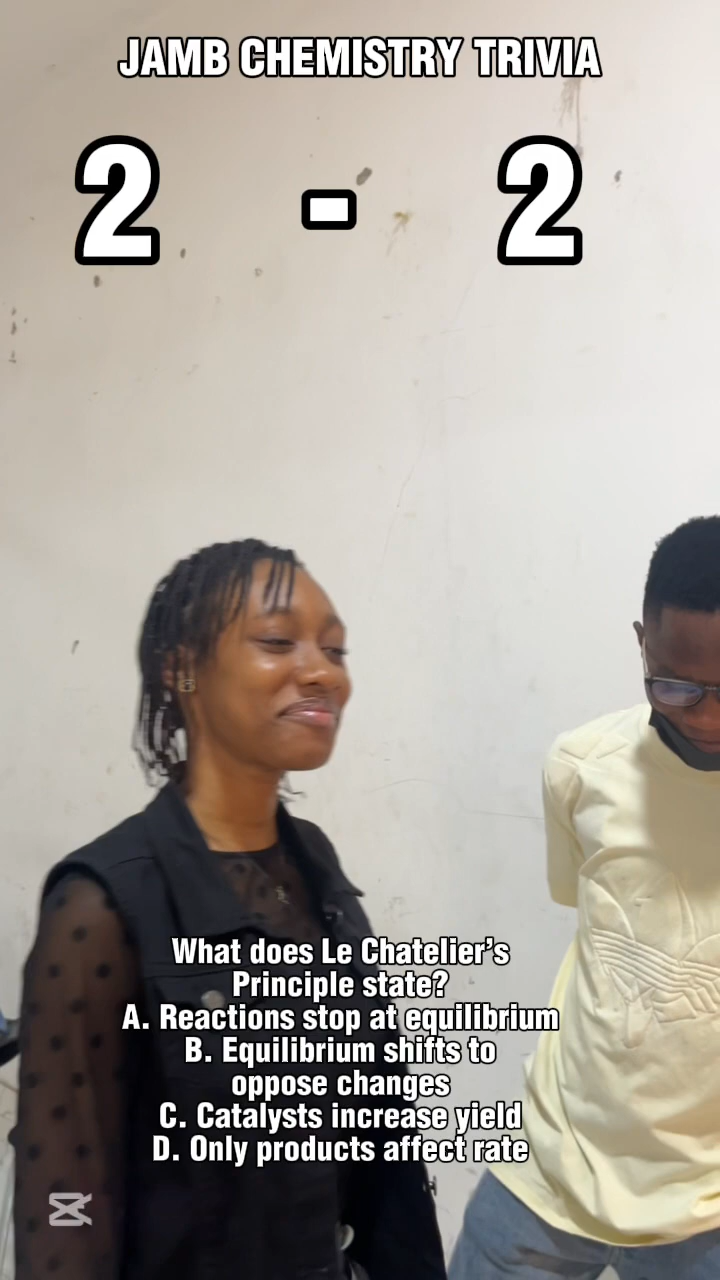 JAMB CHEMISTRY TRIVIA
2 - 2
What does Le Chatelier’s
Principle state?
A. Reactions stop at equilibrium
B. Equilibrium shifts to
oppose changes
C. Catalysts increase yield
D. Only products affect rate